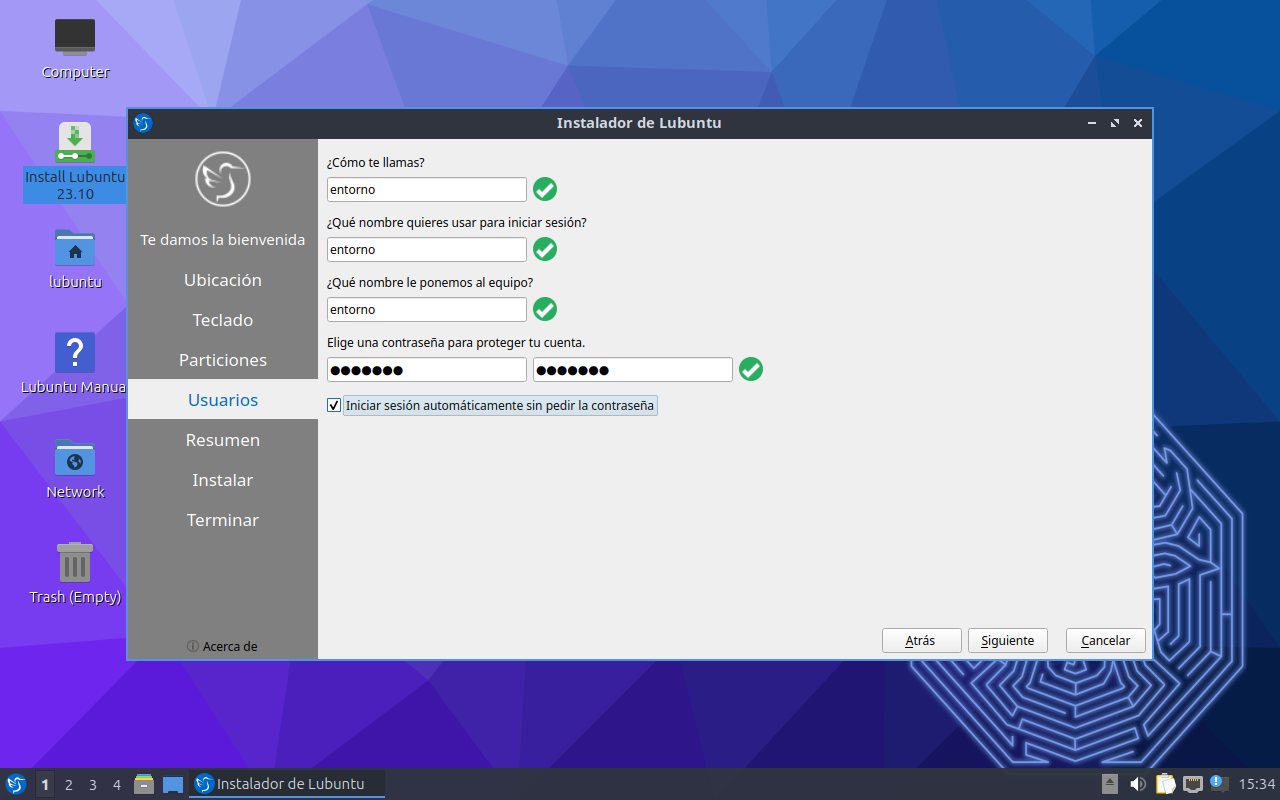 Computer
Install Lubuntu
23.10
lubuntu
Lubuntu Manua
Network
Trash (Empty)
Instalador de Lubuntu
Te damos la bienvenida
Ubicación
Teclado
Particiones
Usuarios
Resumen
Instalar
Terminar
Acerca de
¿Cómo te llamas?
entorno
¿Qué nombre quieres usar para iniciar sesión?
entorno
¿Qué nombre le ponemos al equipo?
entorno
Elige una contraseña para proteger tu cuenta.
●●●●●●● ●●●●●●●
Iniciar sesión automáticamente sin pedir la contraseña
Atrás Siguiente Cancelar
1 2 3 4 Instalador de Lubuntu 15:34